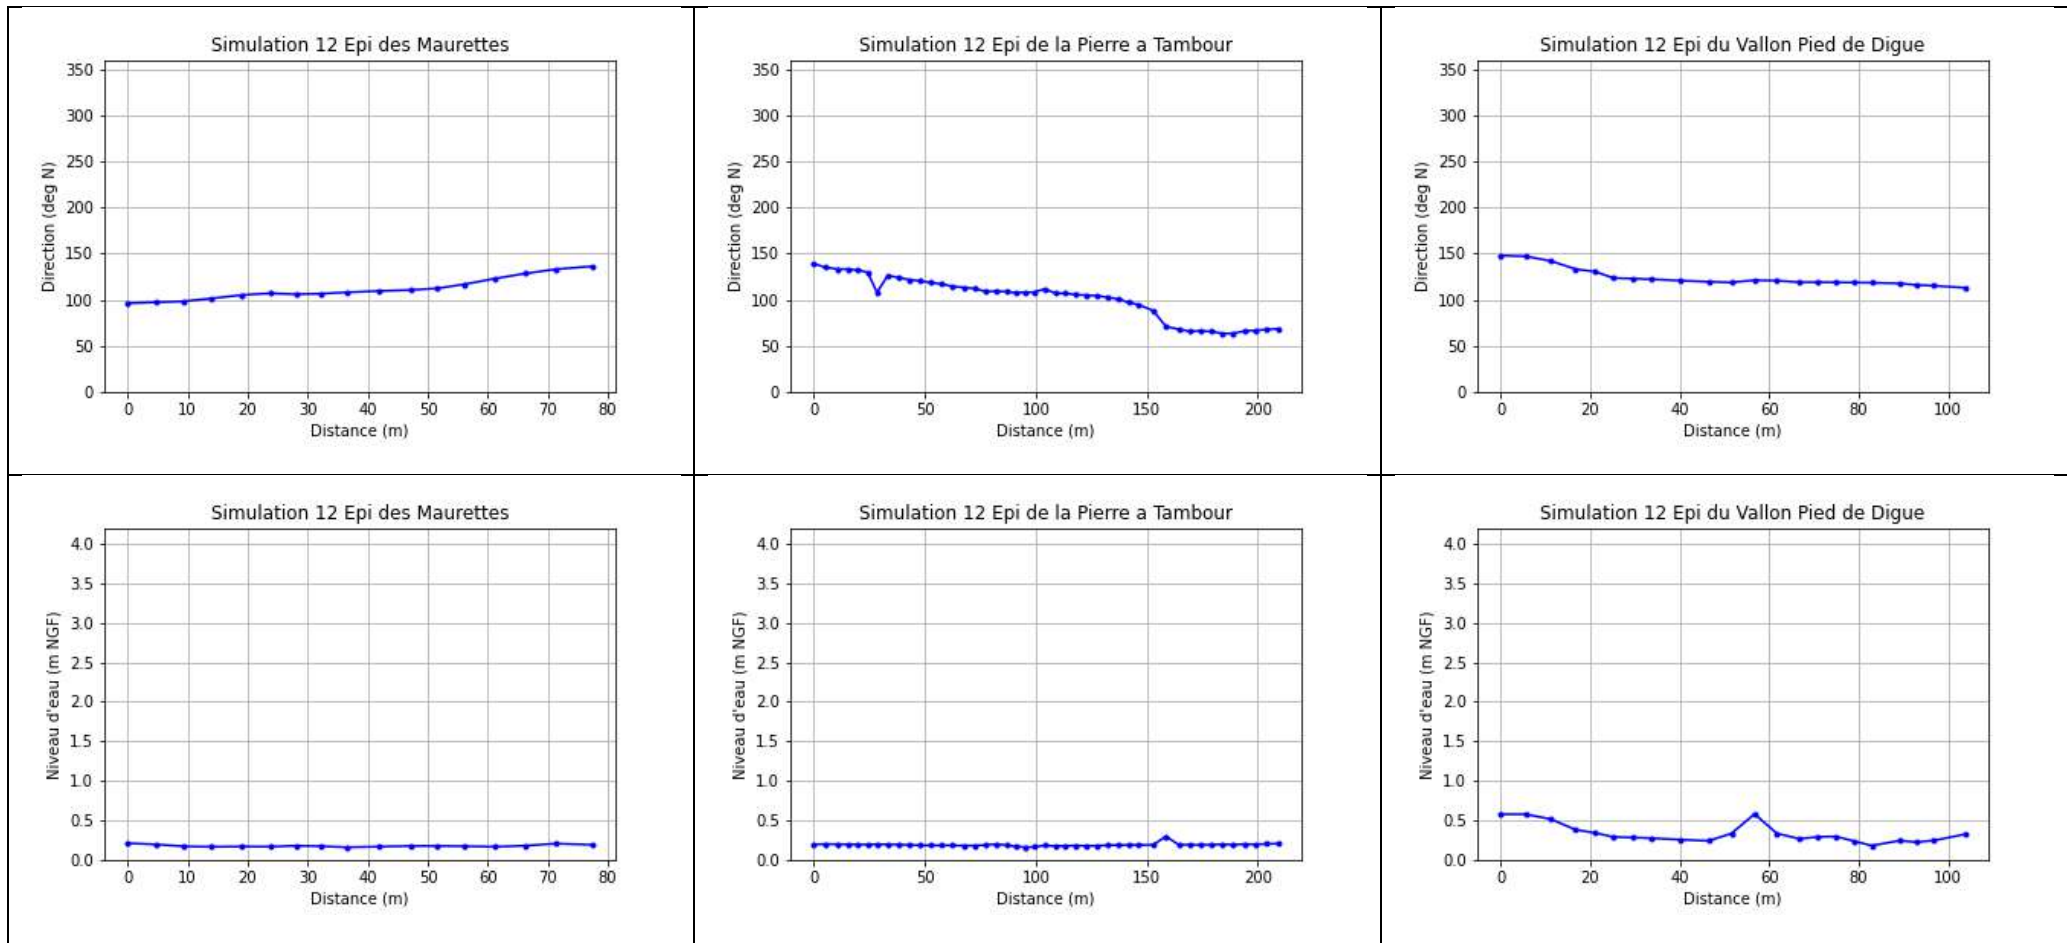 Simulation 12 Epi des Maurettes
350
300
250
200
150
100
50
0
Direction (deg N)
0 10 20 30 40 50 60 70 80
Distance (m)
Simulation 12 Epi de la Pierre a Tambour
350
300
250
200
150
100
50
0
Direction (deg N)
0 50 100 150 200
Distance (m)
Simulation 12 Epi du Vallon Pied de Digue
350
300
250
200
150
100
50
0
Direction (deg N)
0 20 40 60 80 100
Distance (m)
Simulation 12 Epi des Maurettes
4.0
3.5
3.0
2.5
2.0
1.5
1.0
0.5
0.0
Niveau d'eau (m NGF)
0 10 20 30 40 50 60 70 80
Distance (m)
Simulation 12 Epi de la Pierre a Tambour
4.0
3.5
3.0
2.5
2.0
1.5
1.0
0.5
0.0
Niveau d'eau (m NGF)
0 50 100 150 200
Distance (m)
Simulation 12 Epi du Vallon Pied de Digue
4.0
3.5
3.0
2.5
2.0
1.5
1.0
0.5
0.0
Niveau d'eau (m NGF)
0 20 40 60 80 100
Distance (m)